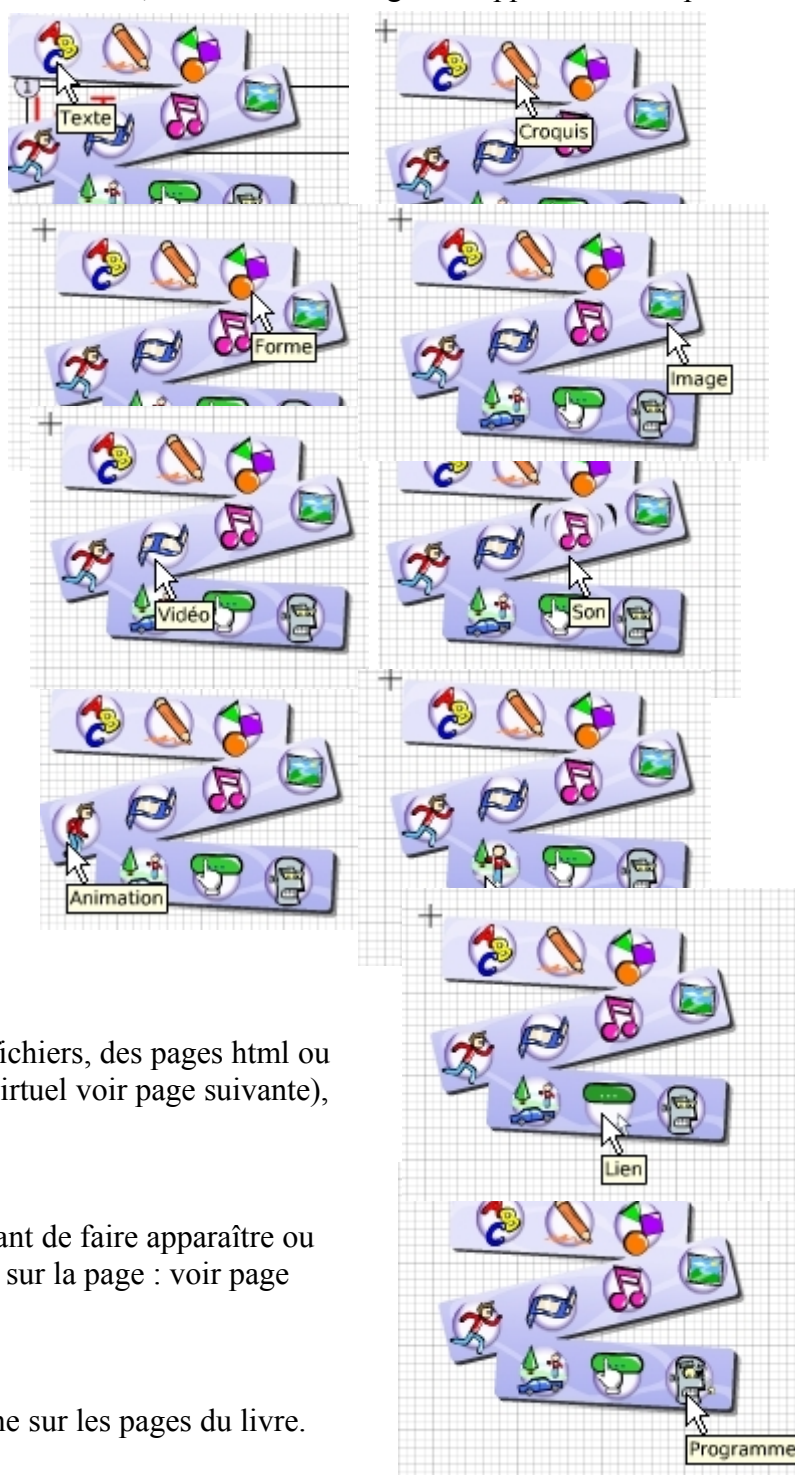 Texte
Croquis
Forme
Image
Vidéo
Son
Animation
ichiers, des pages html ou
irtuel voir page suivante),
Lien
ant de faire apparaître ou
sur la page : voir page
ne sur les pages du livre.
Programme